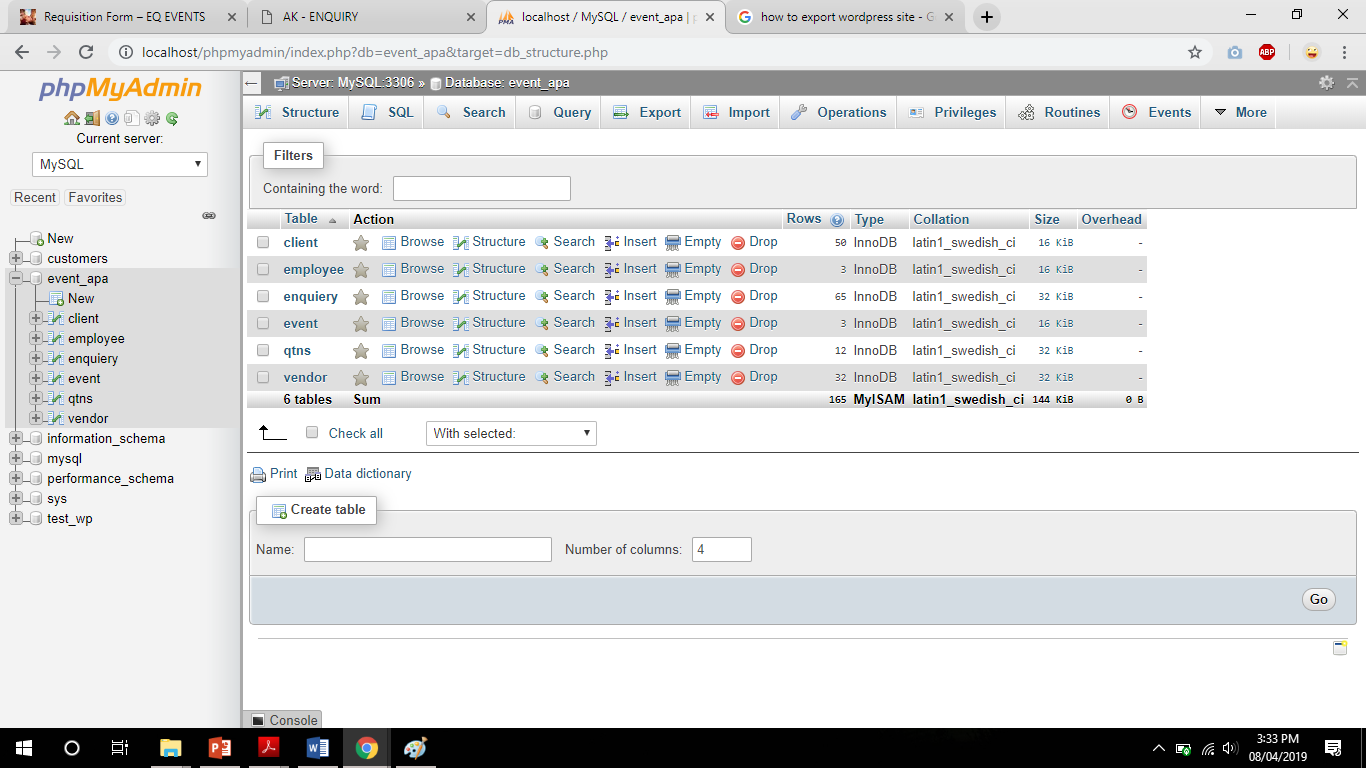 Requisition Form – EQ EVENTS
AK - ENQUIRY
localhost / MySQL / event_apa | p
how to export wordpress site - G
localhost/phpmyadmin/index.php?db=event_apa&target=db_structure.php
ABP
phpMyAdmin
Current server:
MySQL
Recent Favorites
New
customers
event_apa
New
client
employee
enquiery
event
qtns
vendor
information_schema
mysql
performance_schema
sys
test_wp
Server: MySQL:3306 » Database: event_apa
Structure SQL Search Query Export Import Operations Privileges Routines Events More
Filters
Containing the word:
Table Action Rows Type Collation Size Overhead
client Browse Structure Search Insert Empty Drop 50 InnoDB latin1_swedish_ci 16 KiB -
employee Browse Structure Search Insert Empty Drop 3 InnoDB latin1_swedish_ci 16 KiB -
enquiery Browse Structure Search Insert Empty Drop 65 InnoDB latin1_swedish_ci 32 KiB -
event Browse Structure Search Insert Empty Drop 3 InnoDB latin1_swedish_ci 16 KiB -
qtns Browse Structure Search Insert Empty Drop 12 InnoDB latin1_swedish_ci 32 KiB -
vendor Browse Structure Search Insert Empty Drop 32 InnoDB latin1_swedish_ci 32 KiB -
6 tables Sum 165 MyISAM latin1_swedish_ci 144 KiB 0 B
Check all With selected:
Print Data dictionary
Create table
Name: Number of columns: 4
Go
Console
3:33 PM
08/04/2019